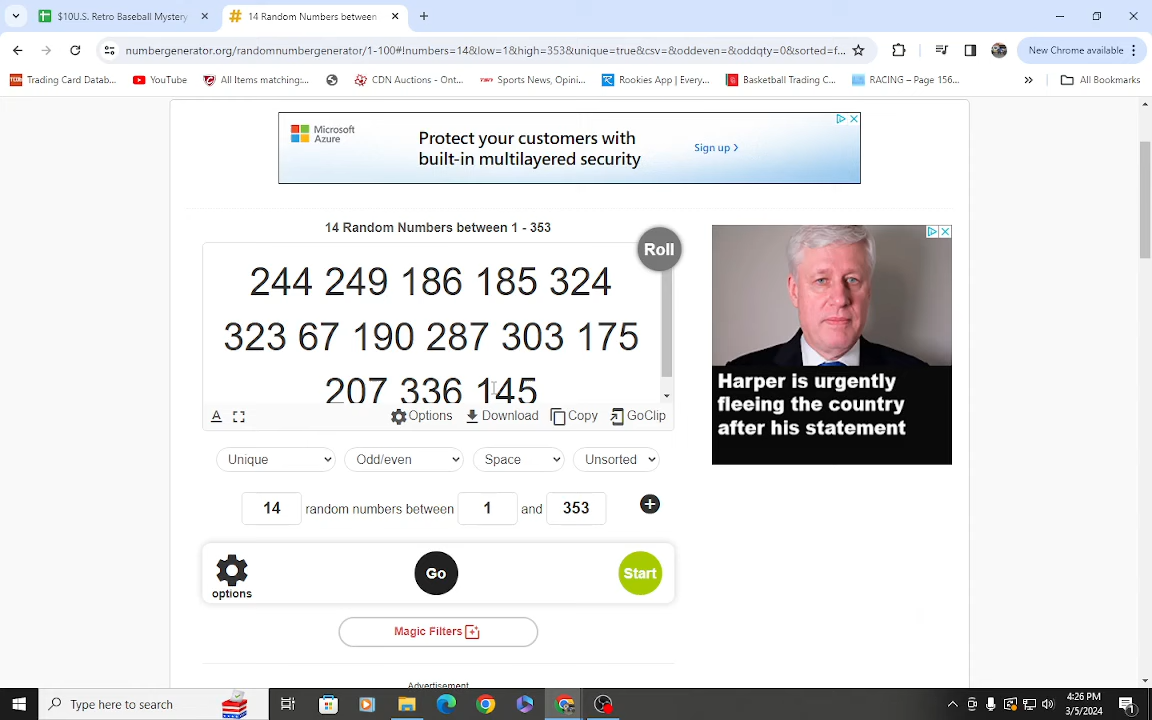 $10U.S. Retro Baseball Mystery
14 Random Numbers between
numbergenerator.org/randomnumbergenerator/1-100#!numbers=14&low=1&high=353&unique=true&csv=&oddeven=&oddqty=0&sorted=f...
New Chrome available
Trading Card Datab...
YouTube
All Items matching:...
CDN Auctions - Ont...
Sports News, Opini...
Rookies App | Every...
Basketball Trading C...
RACING – Page 156...
All Bookmarks
Microsoft
Azure
Protect your customers with
built-in multilayered security
Sign up
14 Random Numbers between 1 - 353
Roll
244 249 186 185 324
323 67 190 287 303 175
207 336 145
A Options Download Copy GoClip
Unique Odd/even Space Unsorted
14 random numbers between 1 and 353
options
Go
Start
Magic Filters
Advertisement
Harper is urgently
fleeing the country
after his statement
Type here to search
4:26 PM
3/5/2024
1